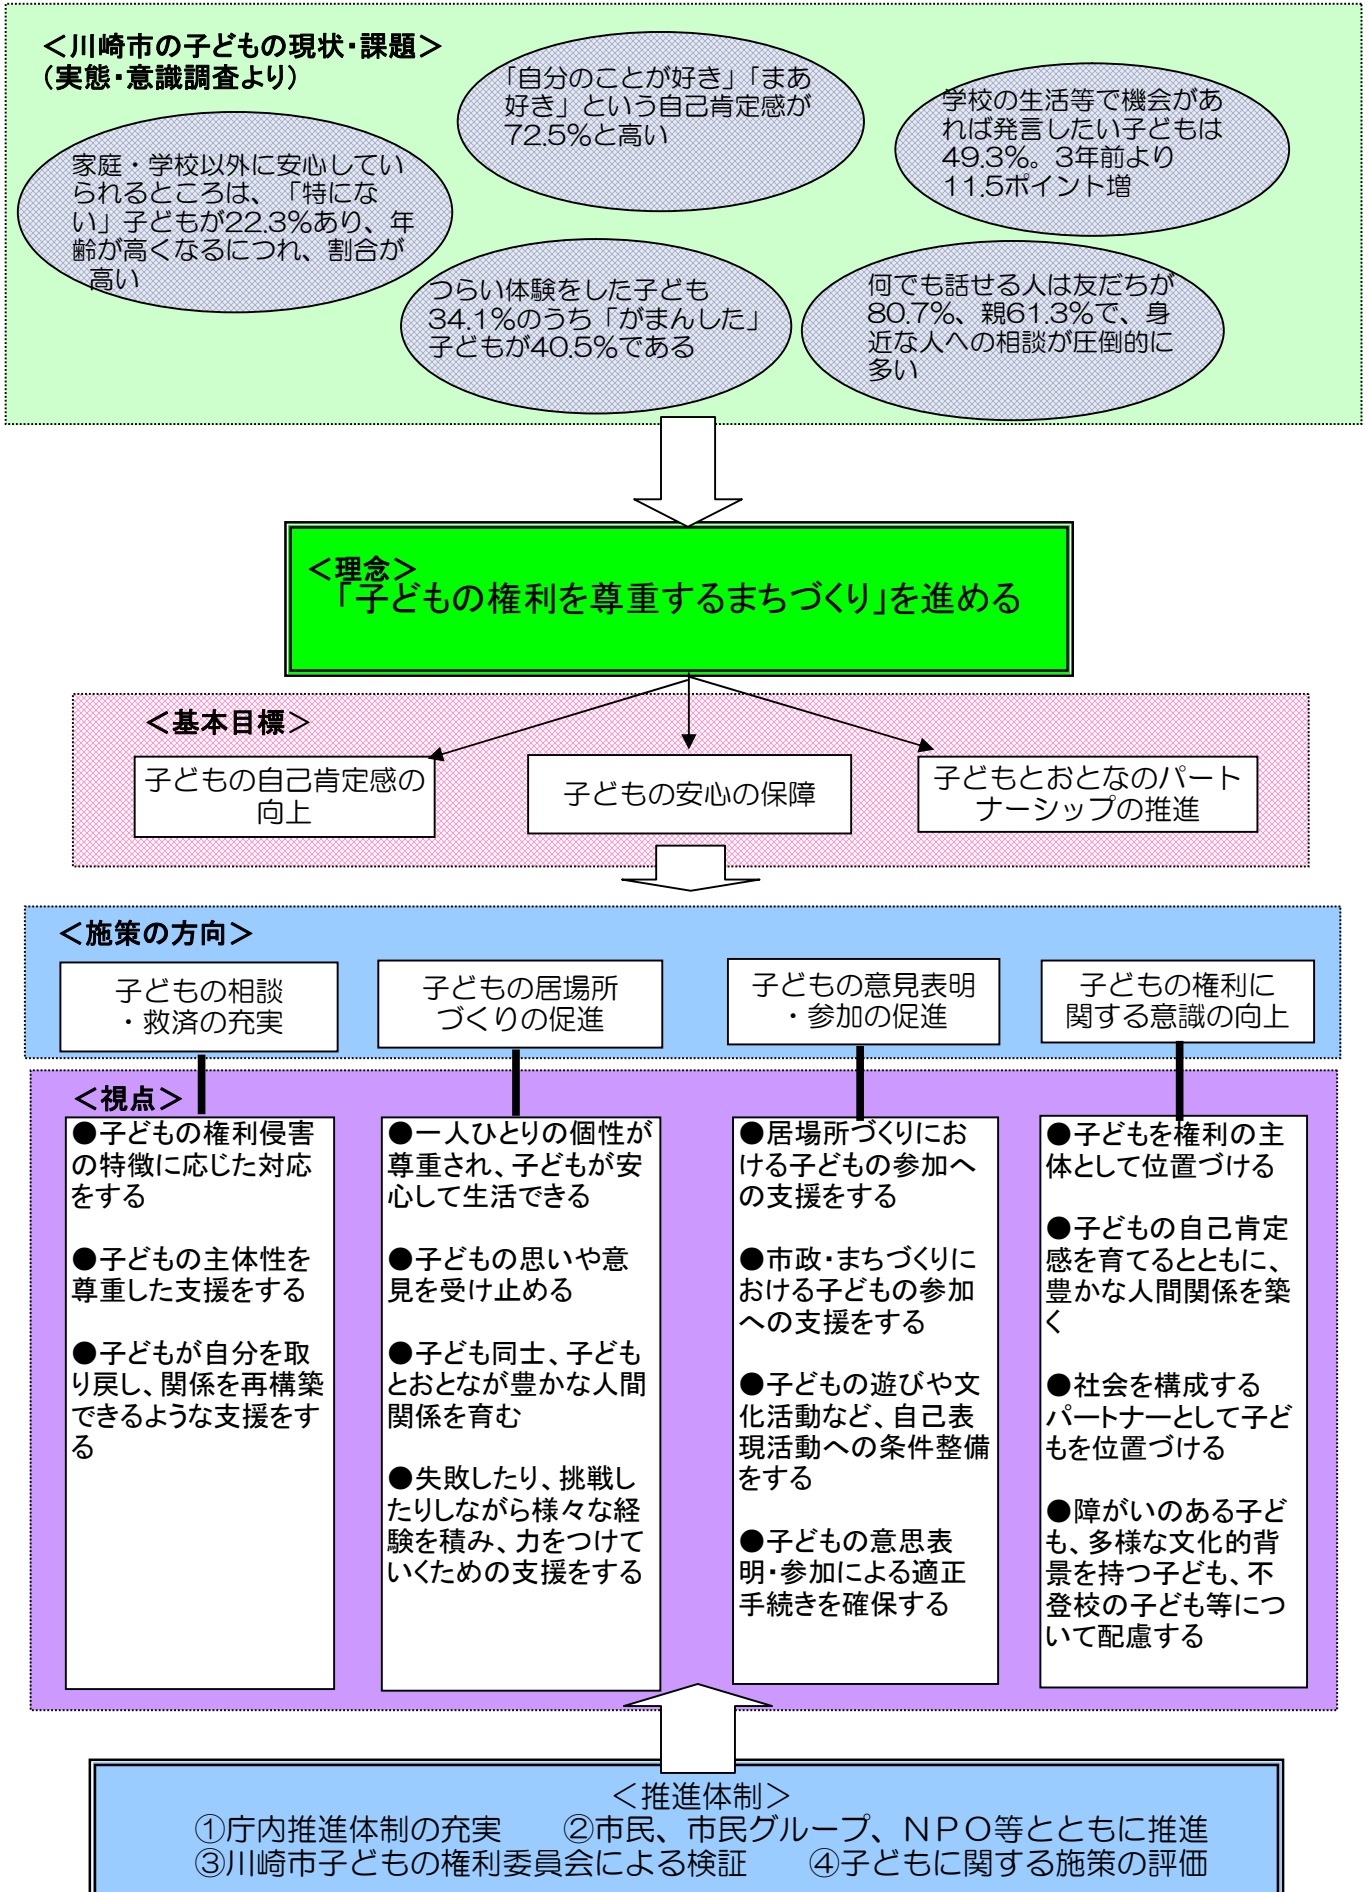 ＜川崎市の子どもの現状・課題＞
（実態・意識調査より）
「自分のことが好き」「まあ
好き」という自己肯定感が
72.5%と高い
学校の生活等で機会があ
れば発言したい子どもは
49.3%。3年前より
11.5ポイント増
家庭・学校以外に安心してい
られるところは、「特にな
い」子どもが22.3%あり、年
齢が高くなるにつれ、割合が
高い
つらい体験をした子ども
34.1%のうち「がまんした」
子どもが40.5%である
何でも話せる人は友だちが
80.7%、親61.3%で、身
近な人への相談が圧倒的に
多い
＜理念＞
「子どもの権利を尊重するまちづくり」を進める
＜基本目標＞
子どもの自己肯定感の
向上
子どもの安心の保障
子どもとおとなのパート
ナーシップの推進
＜施策の方向＞
子どもの相談
・救済の充実
子どもの居場所
づくりの促進
子どもの意見表明
・参加の促進
子どもの権利に
関する意識の向上
＜視点＞
●子どもの権利侵害
の特徴に応じた対応
をする
●子どもの主体性を
尊重した支援をする
●子どもが自分を取
り戻し、関係を再構築
できるような支援をす
る
●一人ひとりの個性が
尊重され、子どもが安
心して生活できる
●子どもの思いや意
見を受け止める
●子ども同士、子ども
とおとなが豊かな人間
関係を育む
●失敗したり、挑戦し
たりしながら様々な経
験を積み、力をつけて
いくための支援をする
●居場所づくりにお
ける子どもの参加へ
の支援をする
●市政・まちづくりに
おける子どもの参加
への支援をする
●子どもの遊びや文
化活動など、自己表
現活動への条件整備
をする
●子どもの意思表
明・参加による適正
手続きを確保する
●子どもを権利の主
体として位置づける
●子どもの自己肯定
感を育てるとともに、
豊かな人間関係を築
く
●社会を構成する
パートナーとして子ど
もを位置づける
●障がいのある子ど
も、多様な文化的背
景を持つ子ども、不
登校の子ども等につ
いて配慮する
＜推進体制＞
①庁内推進体制の充実　②市民、市民グループ、ＮＰＯ等とともに推進
③川崎市子どもの権利委員会による検証　④子どもに関する施策の評価